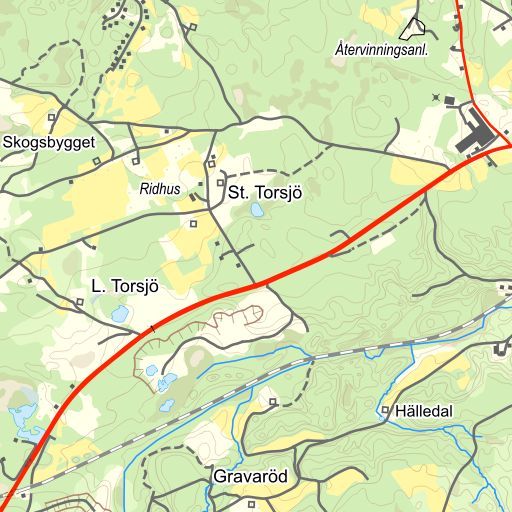 Återvinningsanl.
Skogsbygget
Ridhus
St. Torsjö
L. Torsjö
Hälledal
Gravaröd